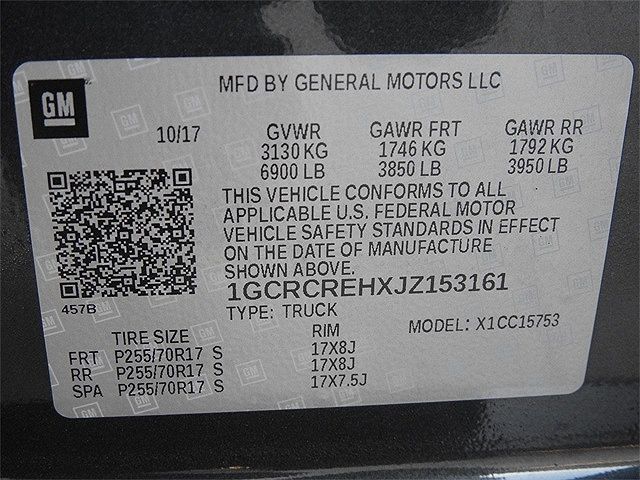 GM
MFD BY GENERAL MOTORS LLC
10/17 GVWR GAWR FRT GAWR RR
3130 KG 1746 KG 1792 KG
6900 LB 3850 LB 3950 LB
THIS VEHICLE CONFORMS TO ALL
APPLICABLE U.S. FEDERAL MOTOR
VEHICLE SAFETY STANDARDS IN EFFECT
ON THE DATE OF MANUFACTURE
SHOWN ABOVE.
1GCRCREHXJZ153161
457B
TYPE: TRUCK MODEL: X1CC15753
TIRE SIZE RIM
FRT P255/70R17 S 17X8J
RR P255/70R17 S 17X8J
SPA P255/70R17 S 17X7.5J